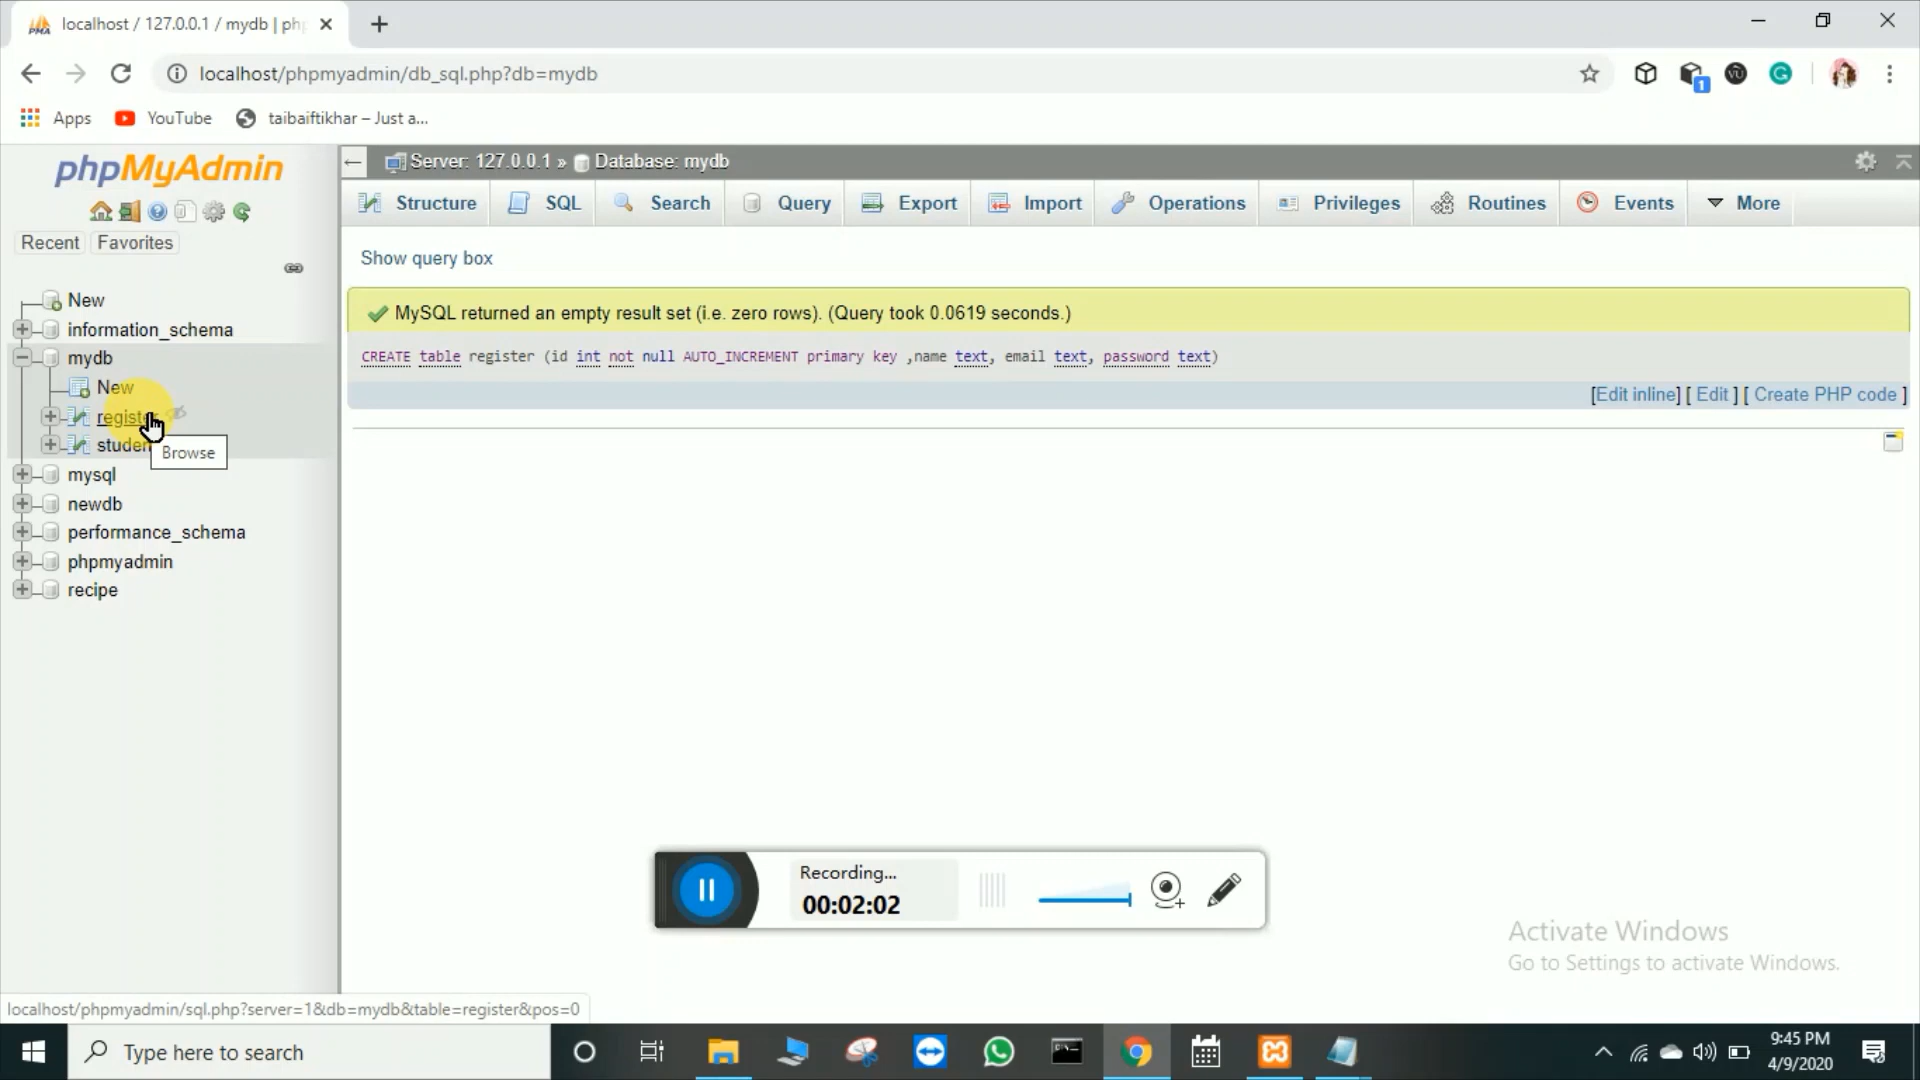 localhost / 127.0.0.1 / mydb | ph
localhost/phpmyadmin/db_sql.php?db=mydb
1
VU
G
Apps
YouTube
taibaiftikhar – Just a...
phpMyAdmin
Server: 127.0.0.1 » Database: mydb
Structure
SQL
Search
Query
Export
Import
Operations
Privileges
Routines
Events
More
Recent
Favorites
Show query box
New
MySQL returned an empty result set (i.e. zero rows). (Query took 0.0619 seconds.)
information_schema
mydb
CREATE table register (id int not null AUTO_INCREMENT primary key ,name text, email text, password text)
New
[Edit inline] [ Edit ] [ Create PHP code ]
register
studen
Browse
mysql
newdb
performance_schema
phpmyadmin
recipe
Recording...
00:02:02
Activate Windows
Go to Settings to activate Windows.
localhost/phpmyadmin/sql.php?server=1&db=mydb&table=register&pos=0
Type here to search
9:45 PM
4/9/2020